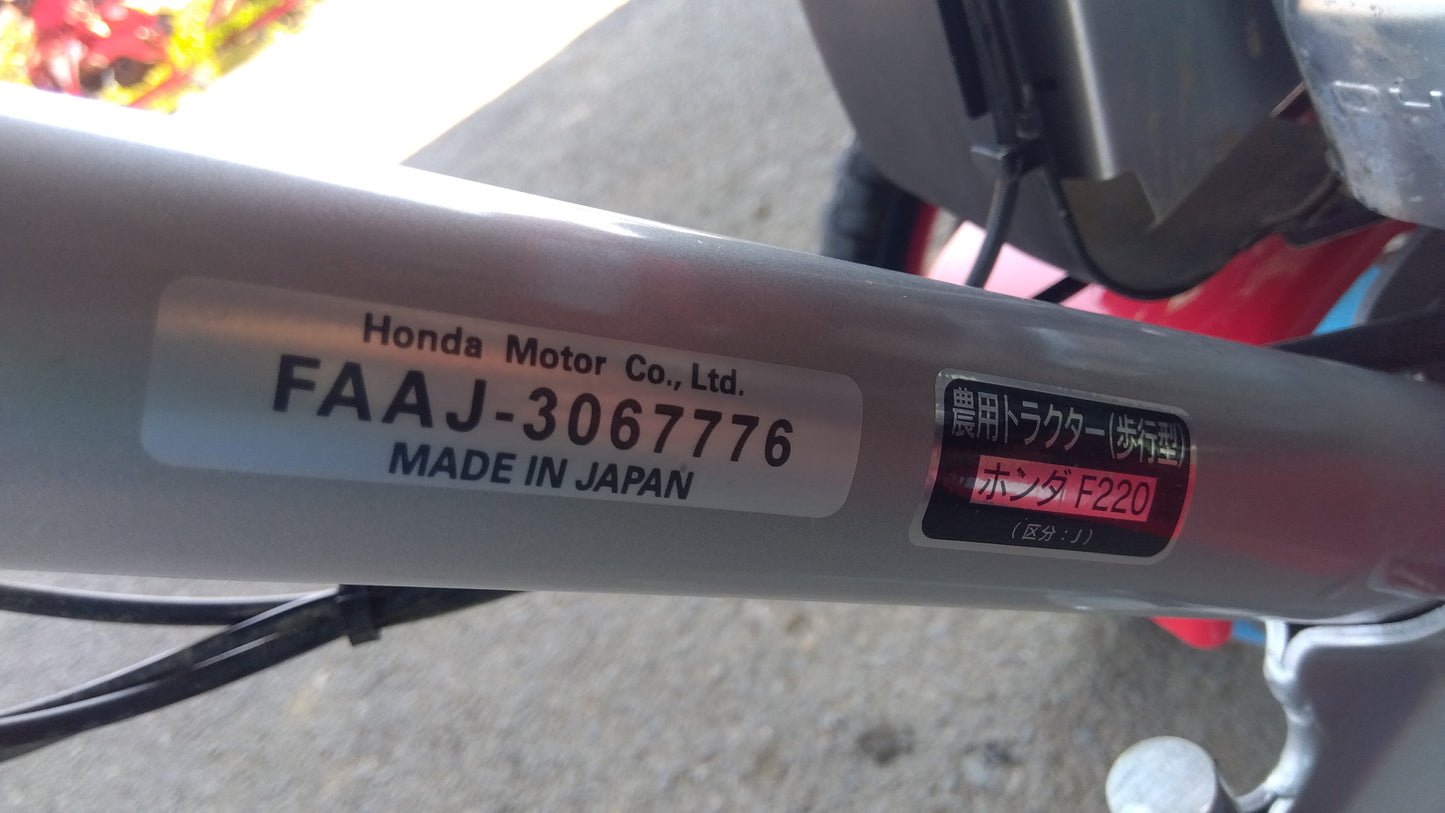 Honda Motor Co., Ltd.
FAAJ-3067776
MADE IN JAPAN
農用トラクター(歩行型)
ホンダ F220
(区分:J)